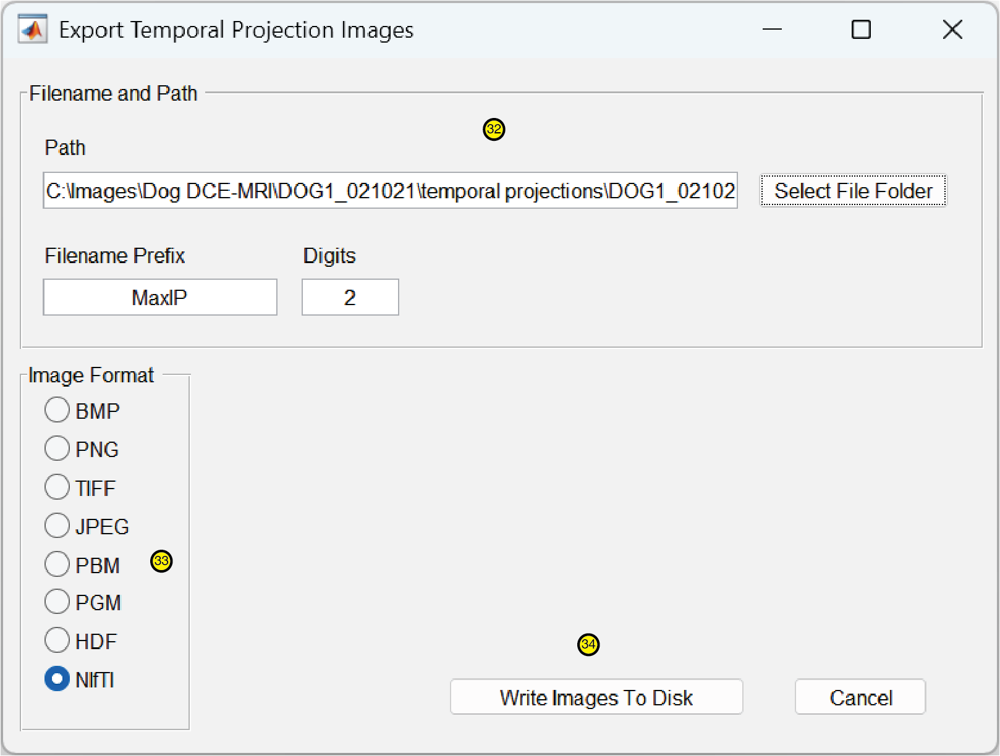 Export Temporal Projection Images
Filename and Path
32
Path
C:\Images\Dog DCE-MRI\DOG1_021021\temporal projections\DOG1_02102
Select File Folder
Filename Prefix
Digits
MaxIP
2
Image Format
BMP
PNG
TIFF
JPEG
PBM
33
PGM
HDF
NIfTI
34
Write Images To Disk
Cancel